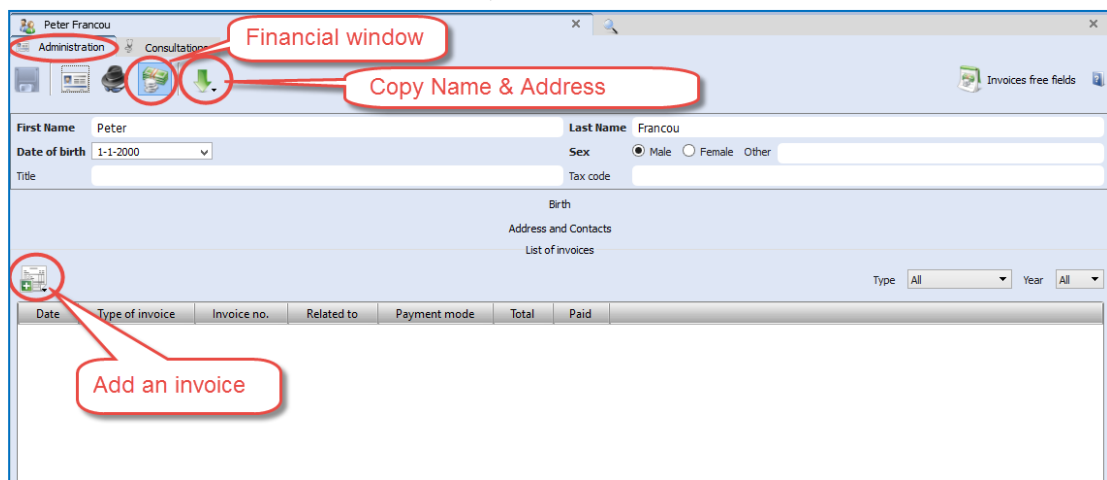 Peter Francou
Administration Consultations
Financial window
Copy Name & Address
Invoices free fields
First Name Peter Last Name Francou
Date of birth 1-1-2000 Sex Male Female Other
Title Tax code
Birth
Address and Contacts
List of invoices
Type All Year All
Date Type of invoice Invoice no. Related to Payment mode Total Paid
Add an invoice